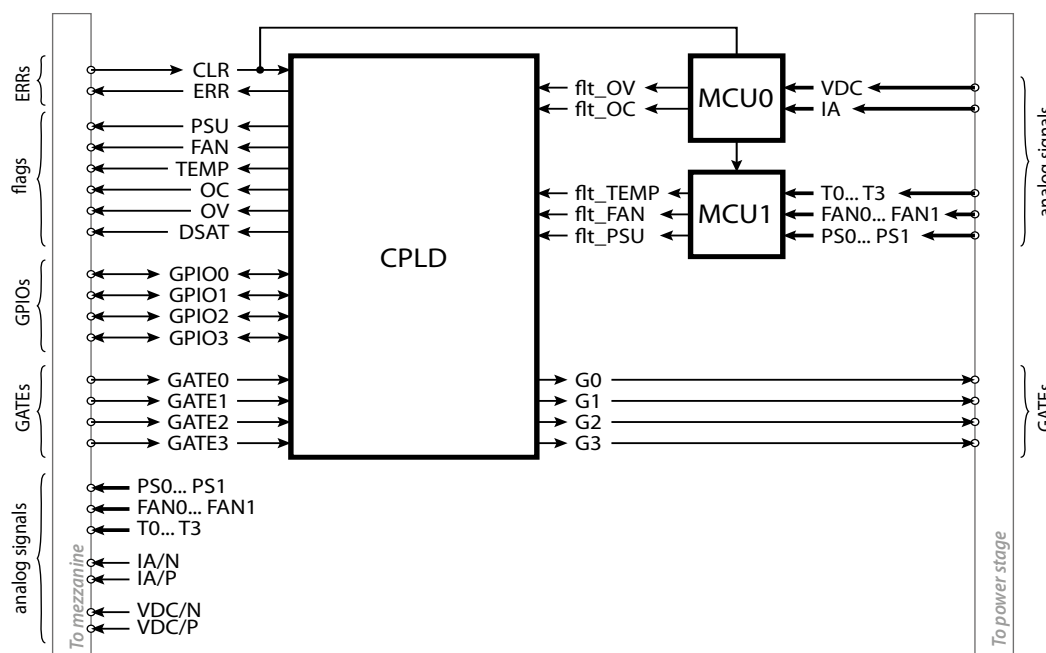 ERRs
CLR
ERR
flags
PSU
FAN
TEMP
OC
OV
DSAT
GPIOs
GPIO0
GPIO1
GPIO2
GPIO3
GATEs
GATE0
GATE1
GATE2
GATE3
analog signals
PS0... PS1
FAN0... FAN1
T0... T3
IA/N
IA/P
VDC/N
VDC/P
To mezzanine
CPLD
flt_OV
flt_OC
MCU0
VDC
IA
flt_TEMP
flt_FAN
flt_PSU
MCU1
T0... T3
FAN0... FAN1
PS0... PS1
analog signals
G0
G1
G2
G3
GATEs
To power stage